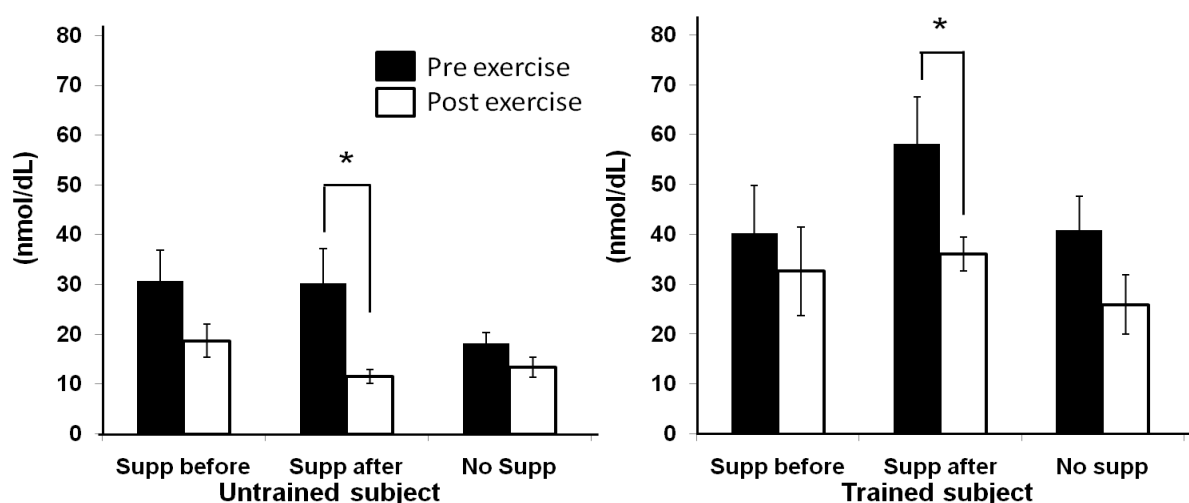 80
70
60
50
40
30
20
10
0
(nmol/dL)
Pre exercise
Post exercise
*
Supp before Supp after No Supp
Untrained subject
80
70
60
50
40
30
20
10
0
(nmol/dL)
*
Supp before Supp after No supp
Trained subject